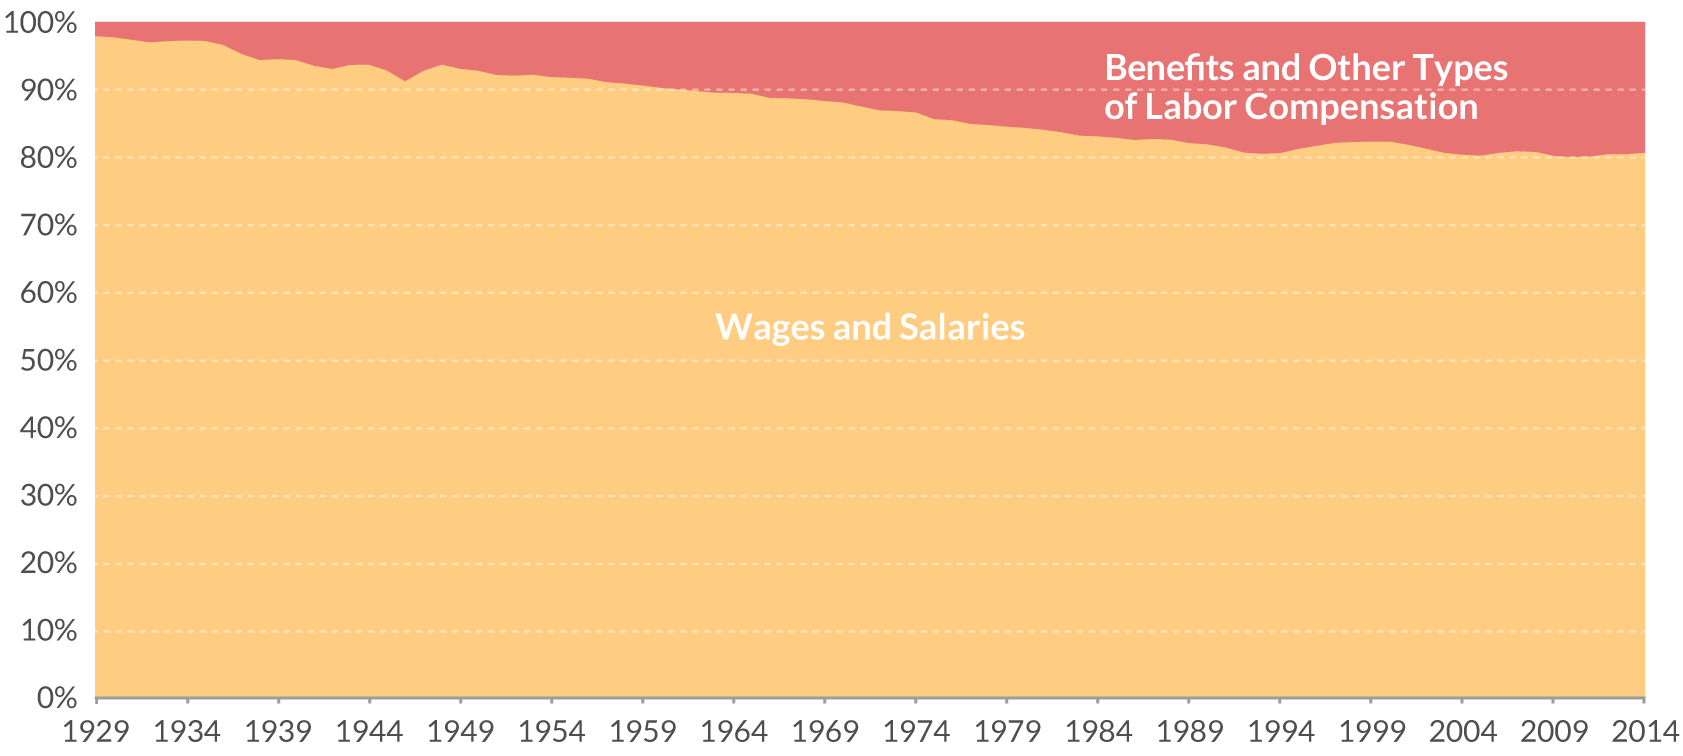 100%
Benefits and Other Types
of Labor Compensation
90%
80%
70%
60%
Wages and Salaries
50%
40%
30%
20%
10%
0%
1929 1934 1939 1944 1949 1954 1959 1964 1969 1974 1979 1984 1989 1994 1999 2004 2009 2014